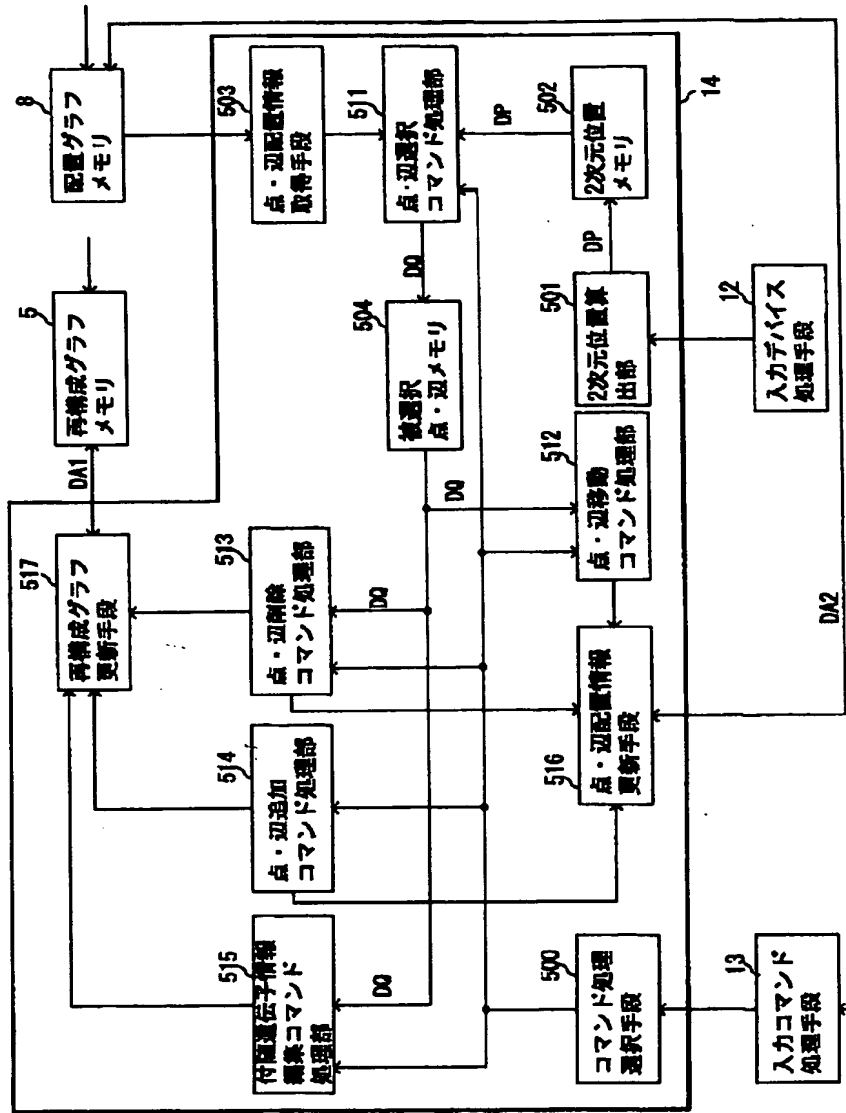 8
配置グラフ
メモリ
5
再構成グラフ
メモリ
DA1
517
再構成グラフ
更新手段
503
点・辺配置情報
取得手段
511
点・辺選択
コマンド処理部
DQ
504
被選択
点・辺メモリ
DP
502
2次元位置
メモリ
14
DP
501
2次元位置算
出部
12
入力デバイス
処理手段
DQ
512
点・辺移動
コマンド処理部
513
点・辺削除
コマンド処理部
DQ
514
点・辺追加
コマンド処理部
516
点・辺配置情報
更新手段
DA2
515
付随遺伝子情報
編集コマンド
処理部
DQ
500
コマンド処理
選択手段
13
入力コマンド
処理手段